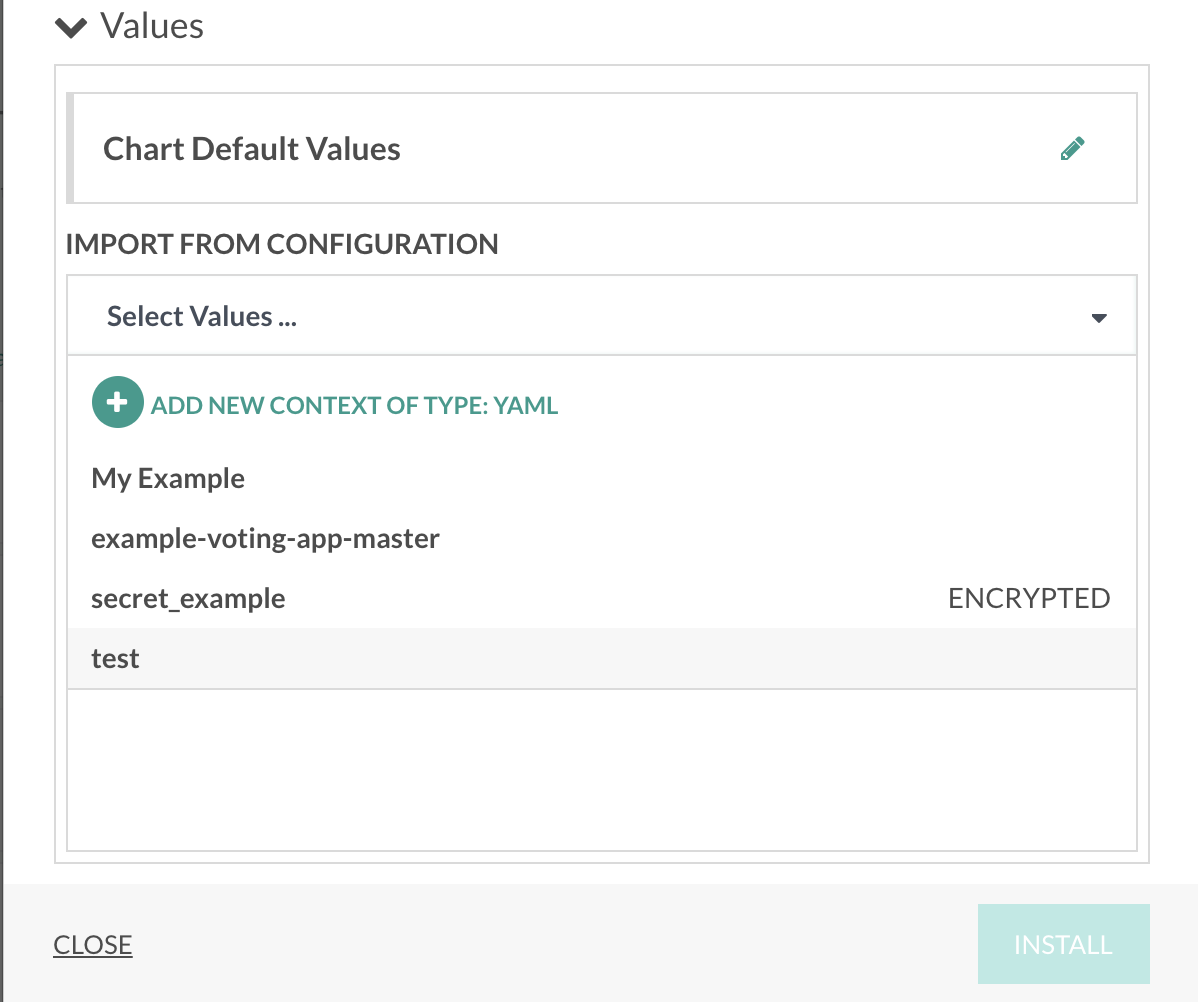 Values
Chart Default Values
IMPORT FROM CONFIGURATION
Select Values ...
ADD NEW CONTEXT OF TYPE: YAML
My Example
example-voting-app-master
secret_example ENCRYPTED
test
CLOSE INSTALL